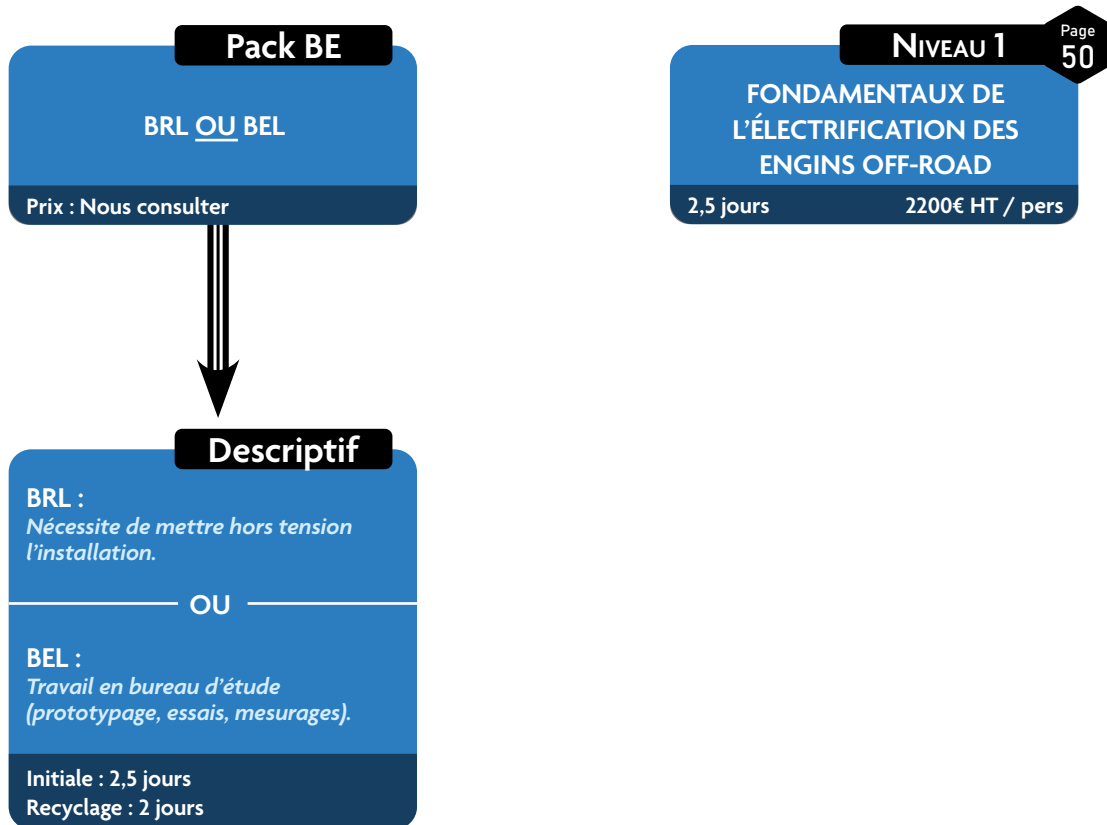 Pack BE
BRL OU BEL
Prix : Nous consulter
Niveau 1
Page
50
FONDAMENTAUX DE
L’ÉLECTRIFICATION DES
ENGINS OFF-ROAD
2,5 jours 2200€ HT / pers
Descriptif
BRL :
Nécessite de mettre hors tension
l’installation.
OU
BEL :
Travail en bureau d’étude
(prototypage, essais, mesurages).
Initiale : 2,5 jours
Recyclage : 2 jours